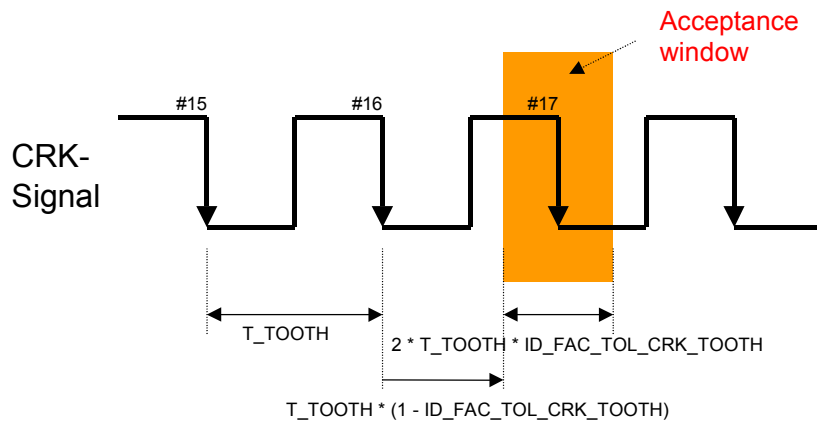 Acceptance
window
#15
#16
#17
CRK-
Signal
T_TOOTH
2 * T_TOOTH * ID_FAC_TOL_CRK_TOOTH
T_TOOTH * (1 - ID_FAC_TOL_CRK_TOOTH)